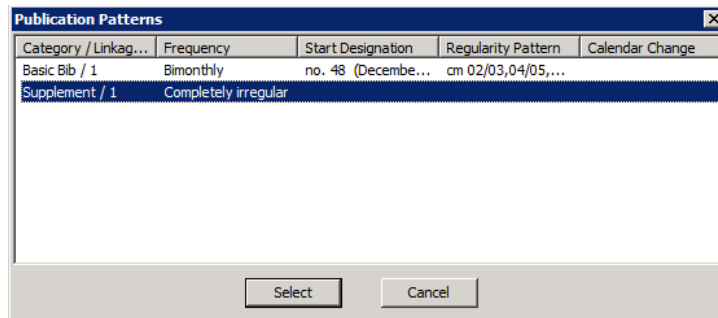 Publication Patterns
Category / Linkag... Frequency Start Designation Regularity Pattern Calendar Change
Basic Bib / 1 Bimonthly no. 48 (Decembe... cm 02/03,04/05,...
Supplement / 1 Completely irregular
Select Cancel